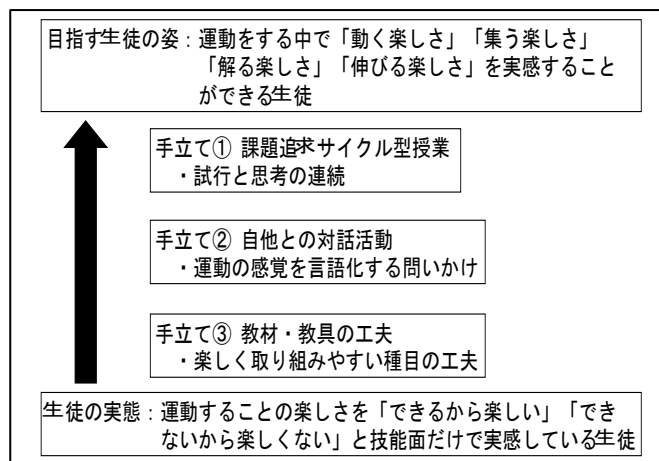 目指す生徒の姿：運動をする中で「動く楽しさ」「集う楽しさ」
「解る楽しさ」「伸びる楽しさ」を実感すること
ができる生徒
手立て① 課題追求サイクル型授業
・試行と思考の連続
手立て② 自他との対話活動
・運動の感覚を言語化する問いかけ
手立て③ 教材・教具の工夫
・楽しく取り組みやすい種目の工夫
生徒の実態：運動することの楽しさを「できるから楽しい」「でき
ないから楽しくない」と技能面だけで実感している生徒